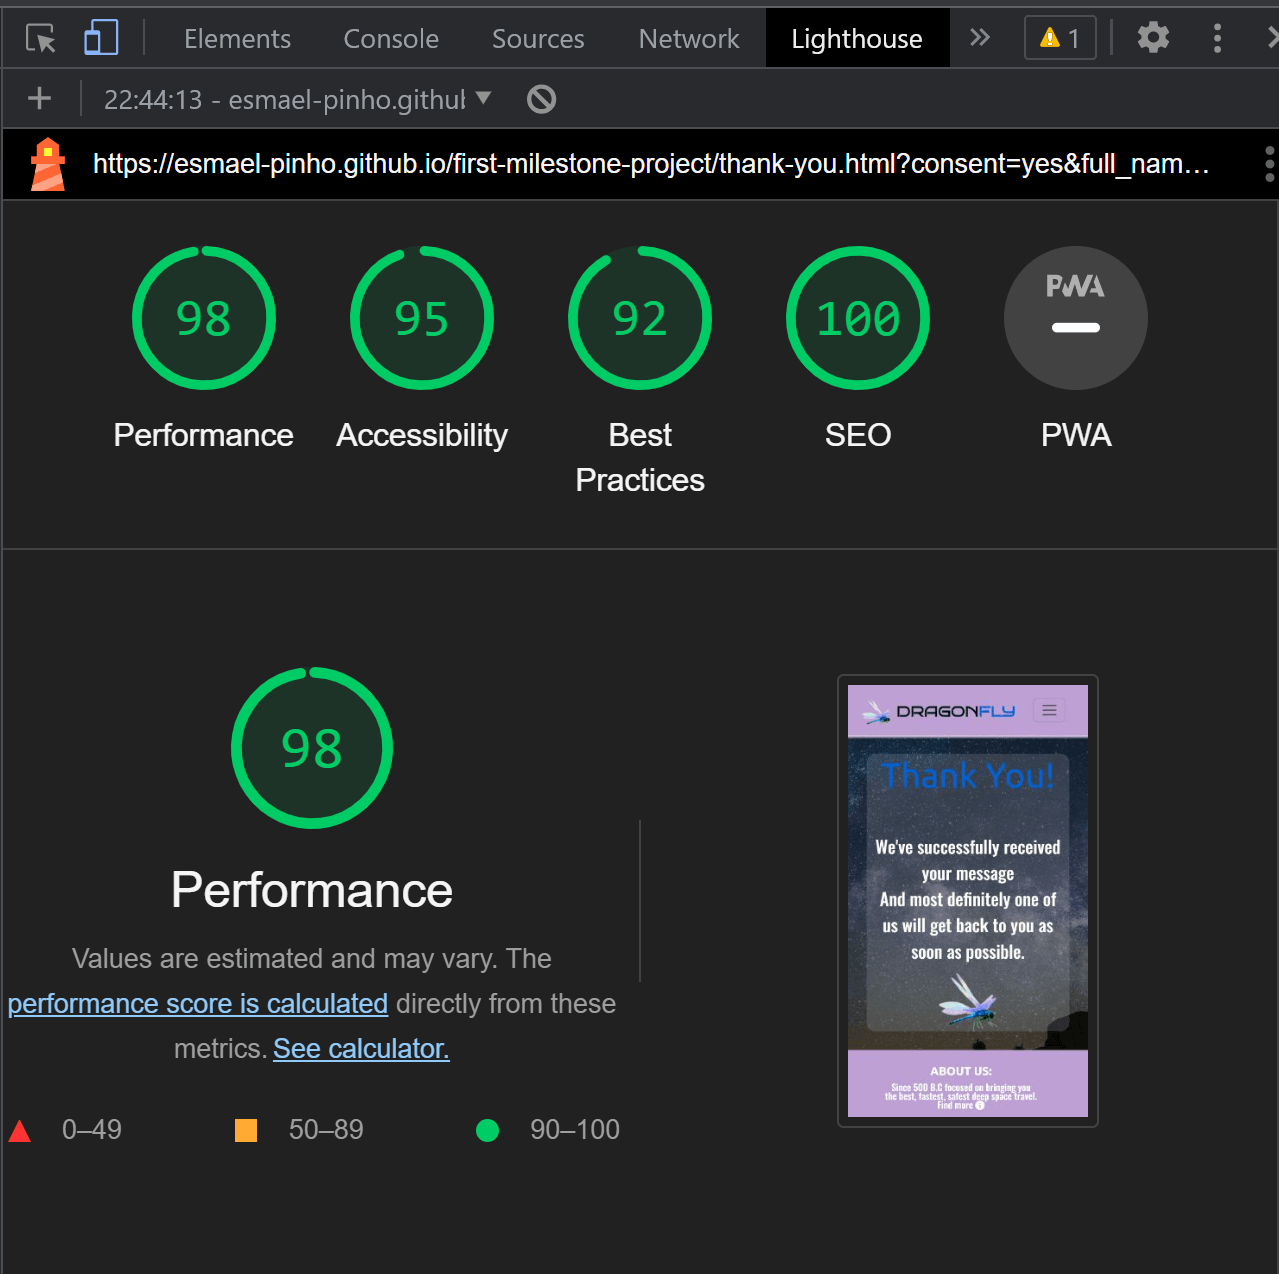 Elements Console Sources Network Lighthouse 1
22:44:13 - esmael-pinho.githul
https://esmael-pinho.github.io/first-milestone-project/thank-you.html?consent=yes&full_nam…
98 95 92 100 PWA
Performance Accessibility Best Practices SEO PWA
98
Performance
Values are estimated and may vary. The
performance score is calculated directly from these
metrics. See calculator.
0–49 50–89 90–100
DRAGONFLY
Thank You!
We've successfully received
your message
And most definitely one of
us will get back to you as
soon as possible.
ABOUT US:
Since 500 B.C focused on bringing you
the best, fastest, safest deep space travel.
Find more